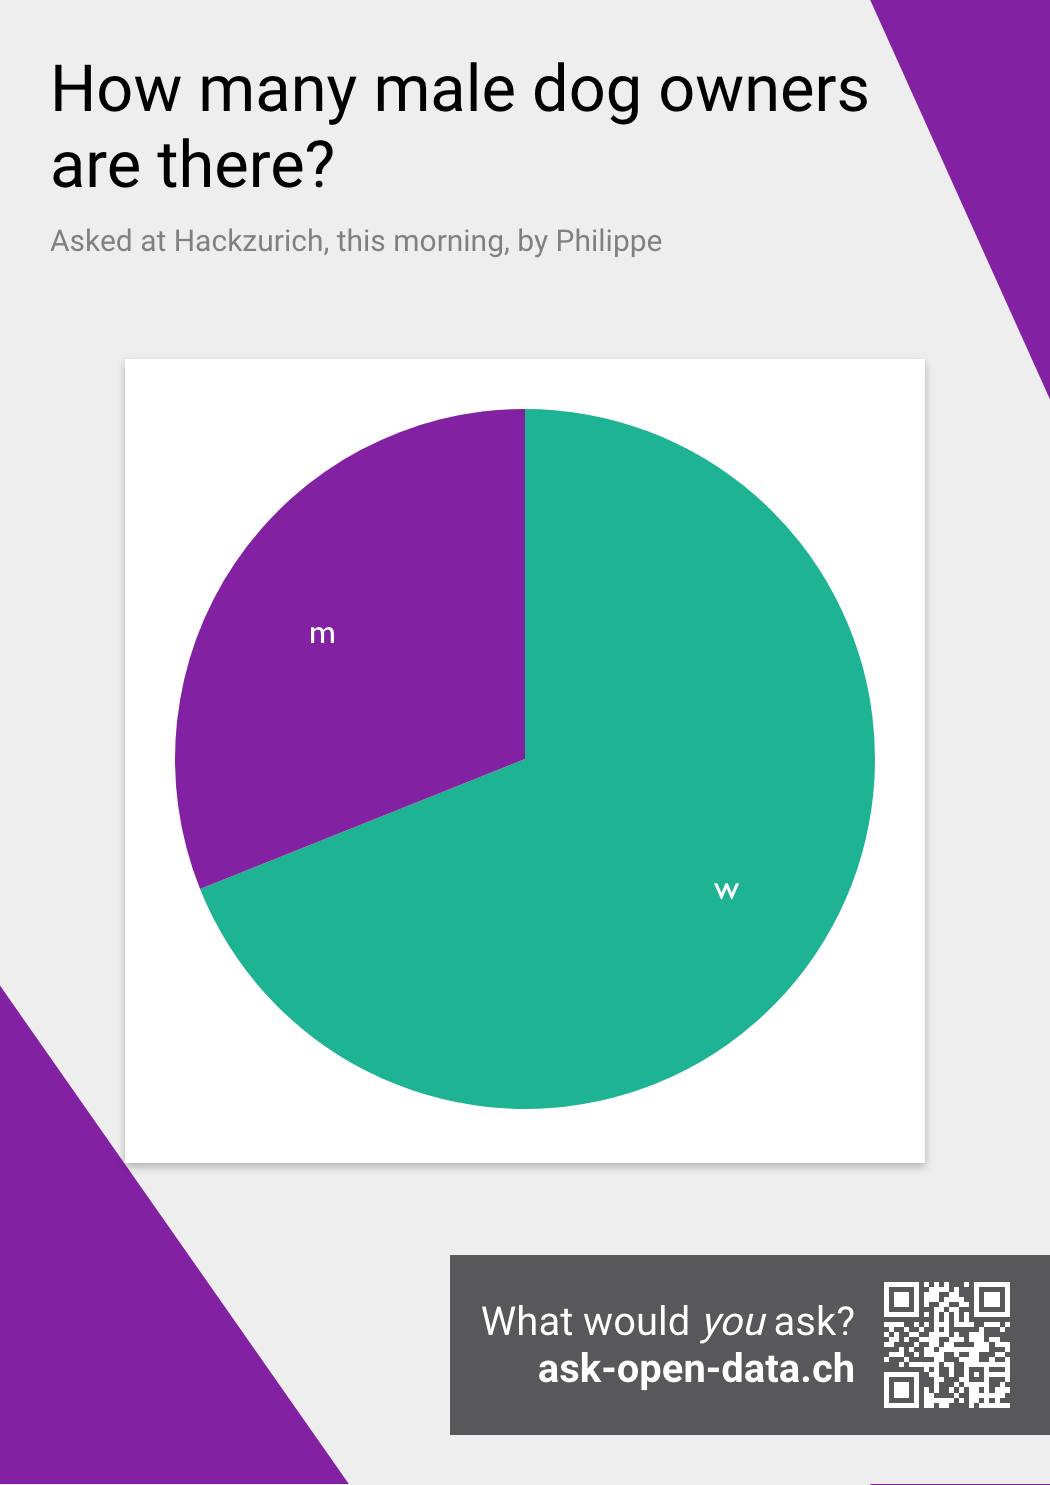 How many male dog owners
are there?
Asked at Hackzurich, this morning, by Philippe
m
w
What would you ask?
ask-open-data.ch